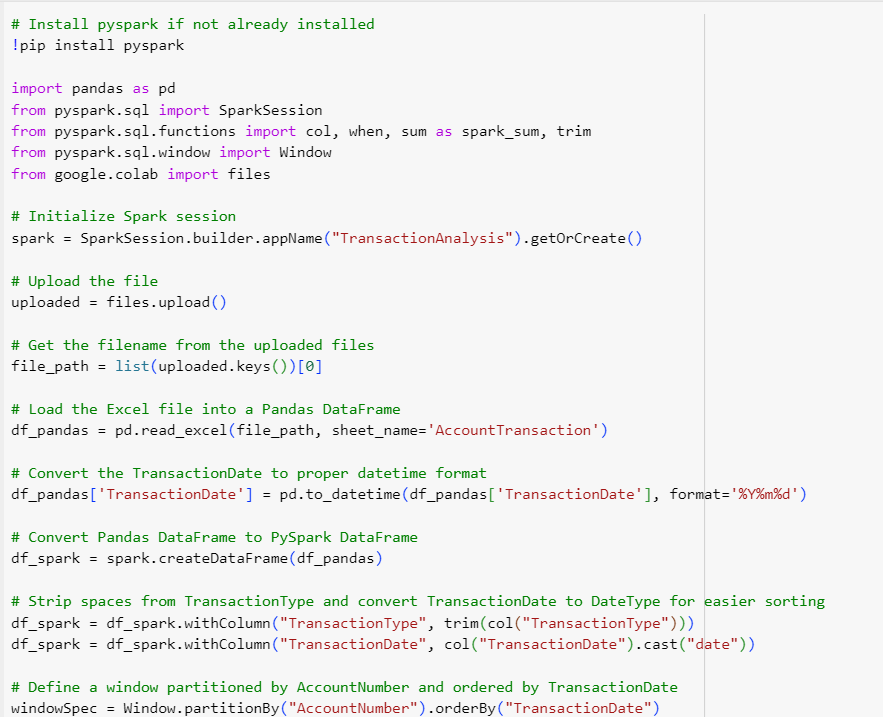 # Install pyspark if not already installed
!pip install pyspark
import pandas as pd
from pyspark.sql import SparkSession
from pyspark.sql.functions import col, when, sum as spark_sum, trim
from pyspark.sql.window import Window
from google.colab import files
# Initialize Spark session
spark = SparkSession.builder.appName("TransactionAnalysis").getOrCreate()
# Upload the file
uploaded = files.upload()
# Get the filename from the uploaded files
file_path = list(uploaded.keys())[0]
# Load the Excel file into a Pandas DataFrame
df_pandas = pd.read_excel(file_path, sheet_name='AccountTransaction')
# Convert the TransactionDate to proper datetime format
df_pandas['TransactionDate'] = pd.to_datetime(df_pandas['TransactionDate'], format='%Y%m%d')
# Convert Pandas DataFrame to PySpark DataFrame
df_spark = spark.createDataFrame(df_pandas)
# Strip spaces from TransactionType and convert TransactionDate to DateType for easier sorting
df_spark = df_spark.withColumn("TransactionType", trim(col("TransactionType")))
df_spark = df_spark.withColumn("TransactionDate", col("TransactionDate").cast("date"))
# Define a window partitioned by AccountNumber and ordered by TransactionDate
windowSpec = Window.partitionBy("AccountNumber").orderBy("TransactionDate")